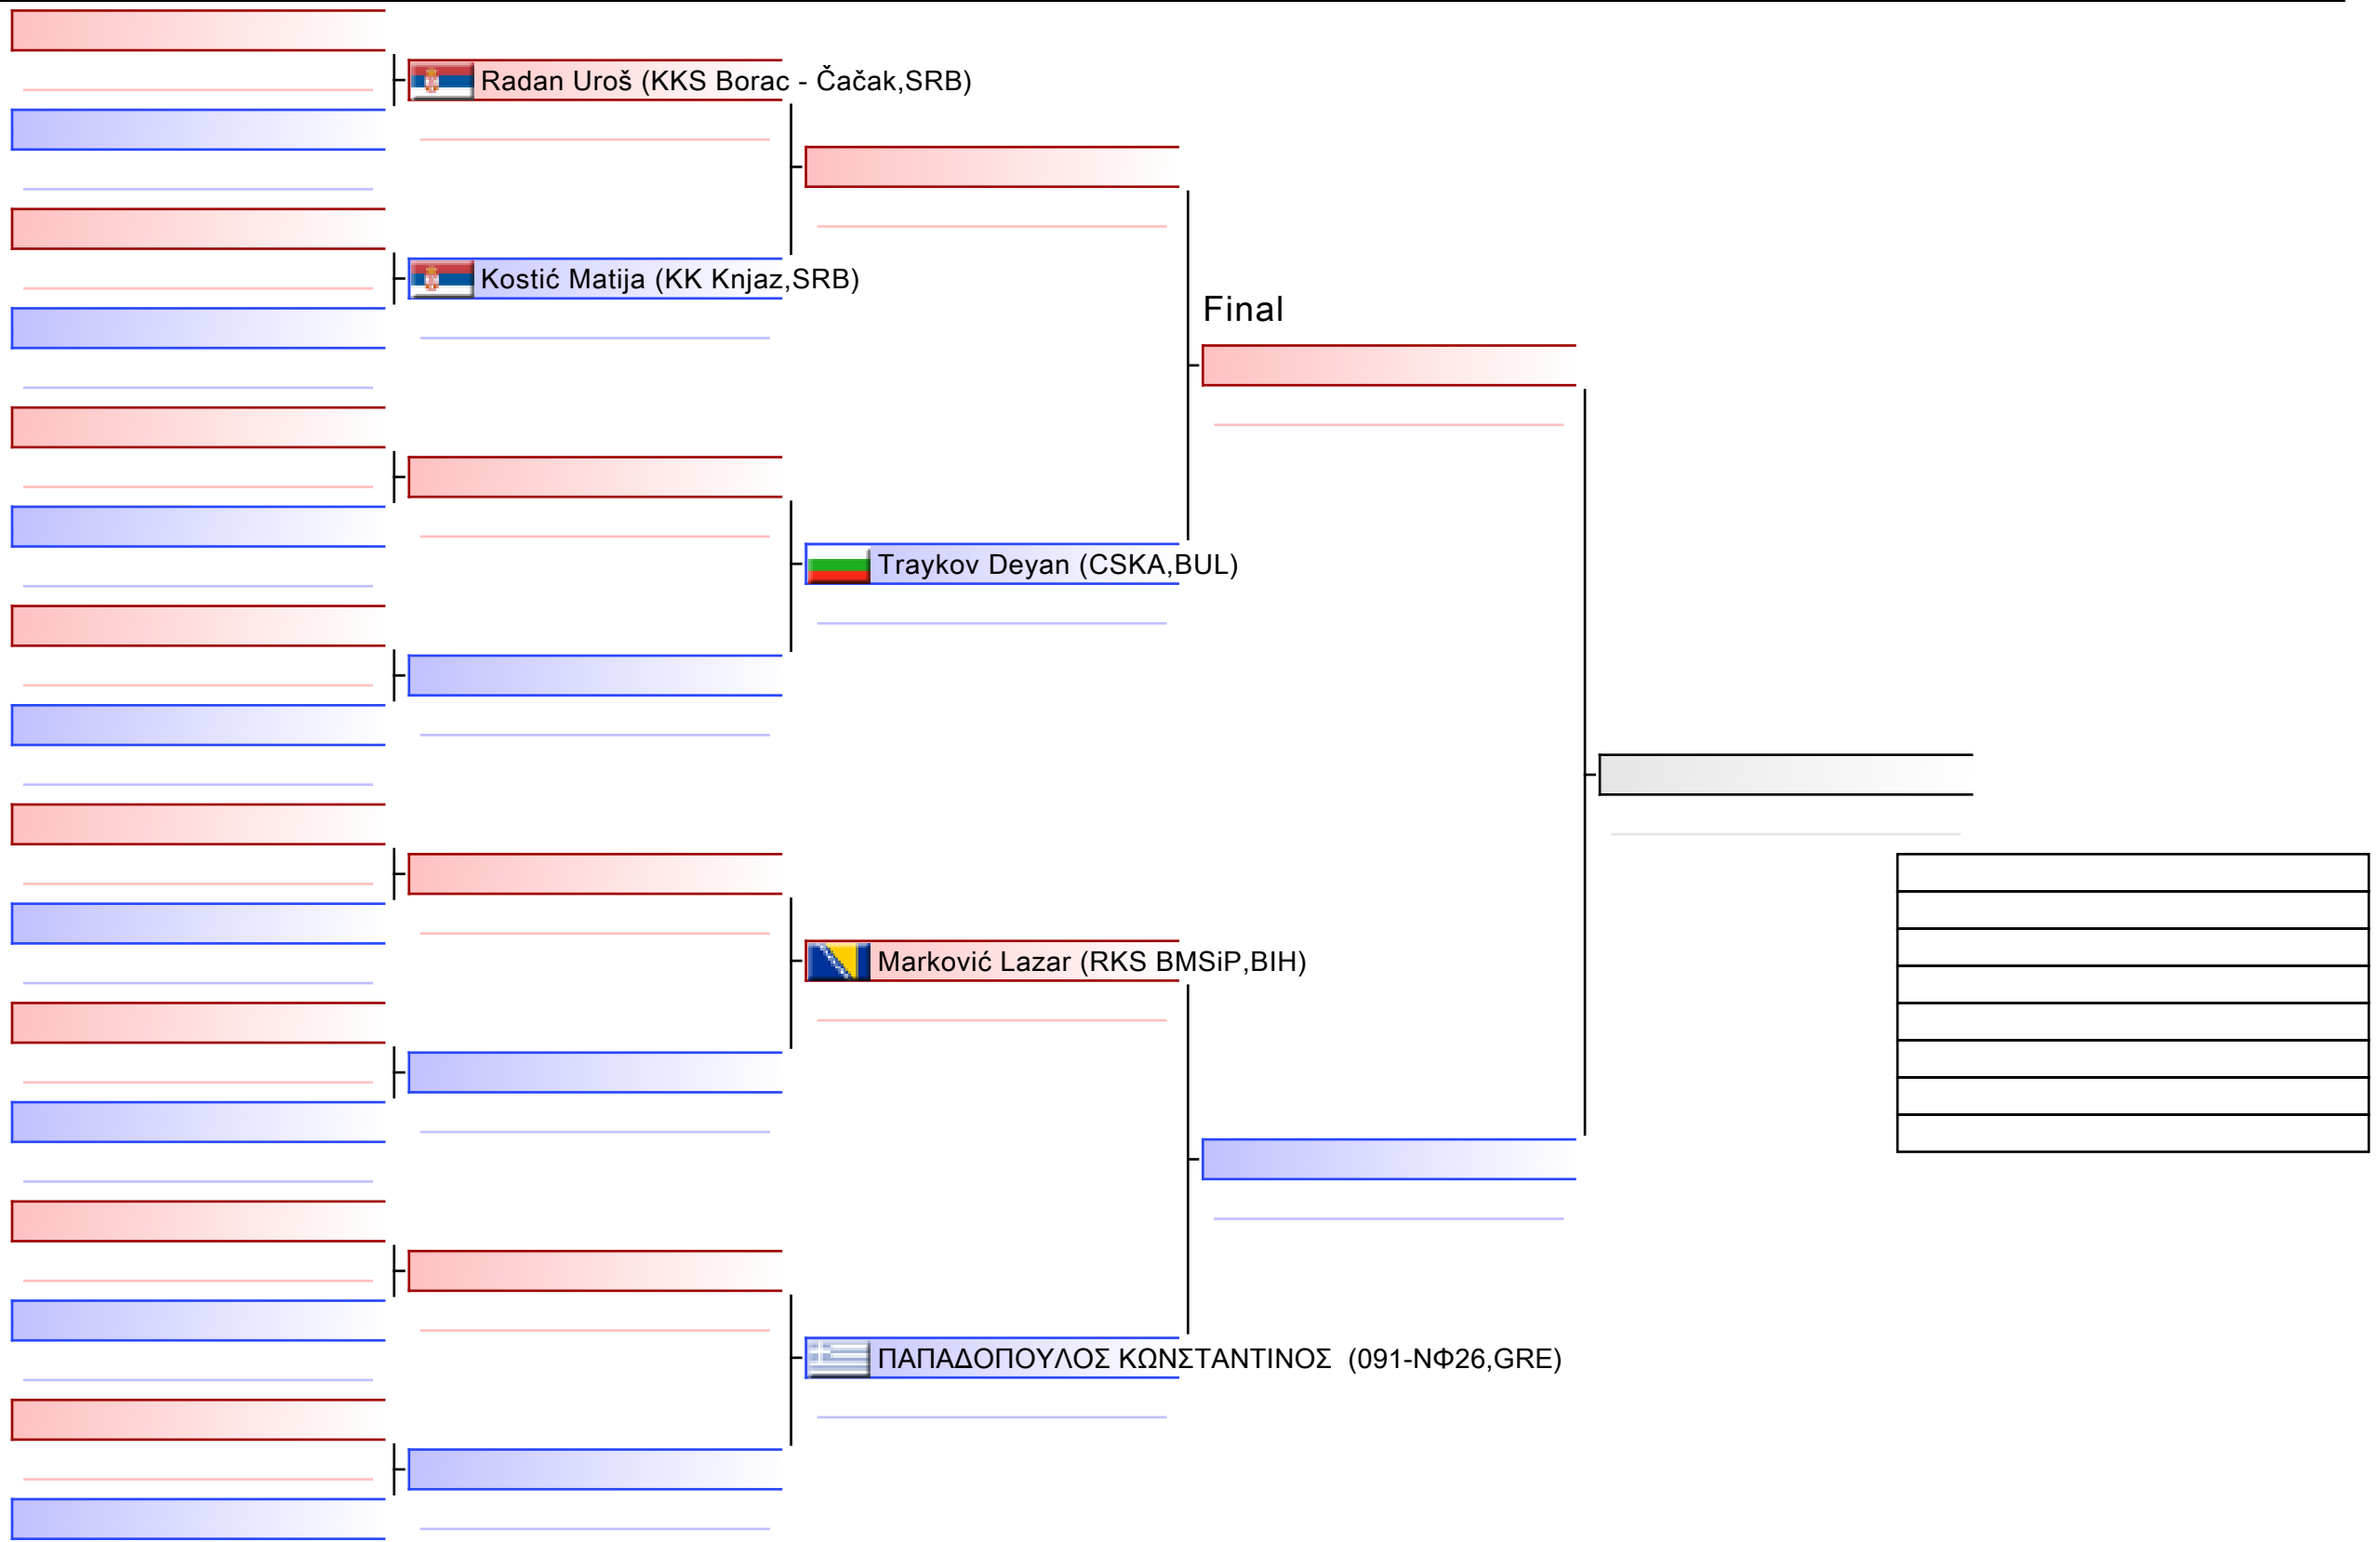 Radan Uroš (KKS Borac - Čačak,SRB)
Kostić Matija (KK Knjaz,SRB)
Final
Traykov Deyan (CSKA,BUL)
Marković Lazar (RKS BMSiP,BIH)
ΠΑΠΑΔΟΠΟΥΛΟΣ ΚΩΝΣΤΑΝΤΙΝΟΣ (091-ΝΦ26,GRE)